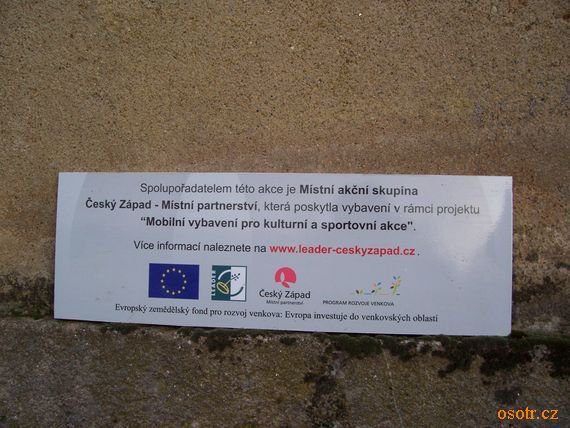 Spolupořadatelem této akce je Místní akční skupina
Český Západ - Místní partnerství, která poskytla vybavení v rámci projektu
“Mobilní vybavení pro kulturní a sportovní akce".
Více informací naleznete na www.leader-ceskyzapad.cz.
LEADER
Český Západ
Místní partnerství
PROGRAM ROZVOJE VENKOVA
Evropský zemědělský fond pro rozvoj venkova: Evropa investuje do venkovských oblastí
osotr.cz